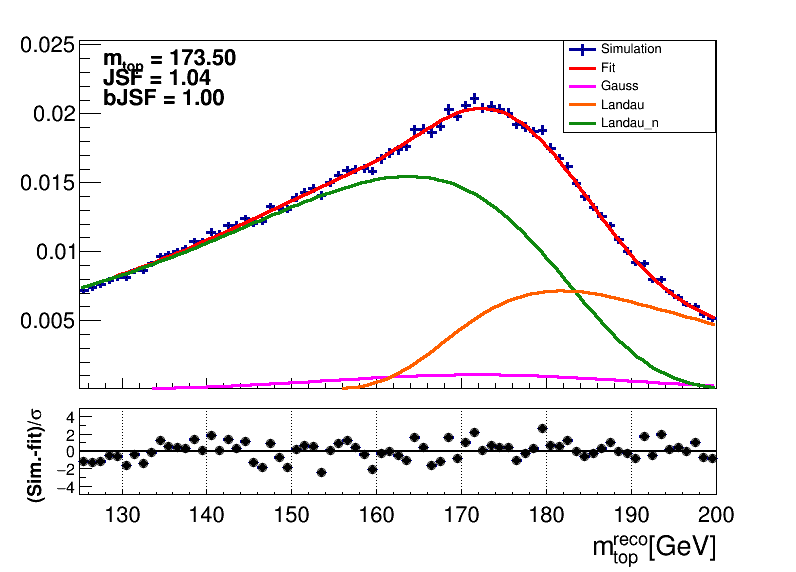 0.025
0.02
0.015
0.01
0.005
m_top = 173.50
JSF = 1.04
bJSF = 1.00
Simulation
Fit
Gauss
Landau
Landau_n
(Sim.-fit)/σ
4
2
0
−2
−4
130 140 150 160 170 180 190 200
m_top^reco[GeV]